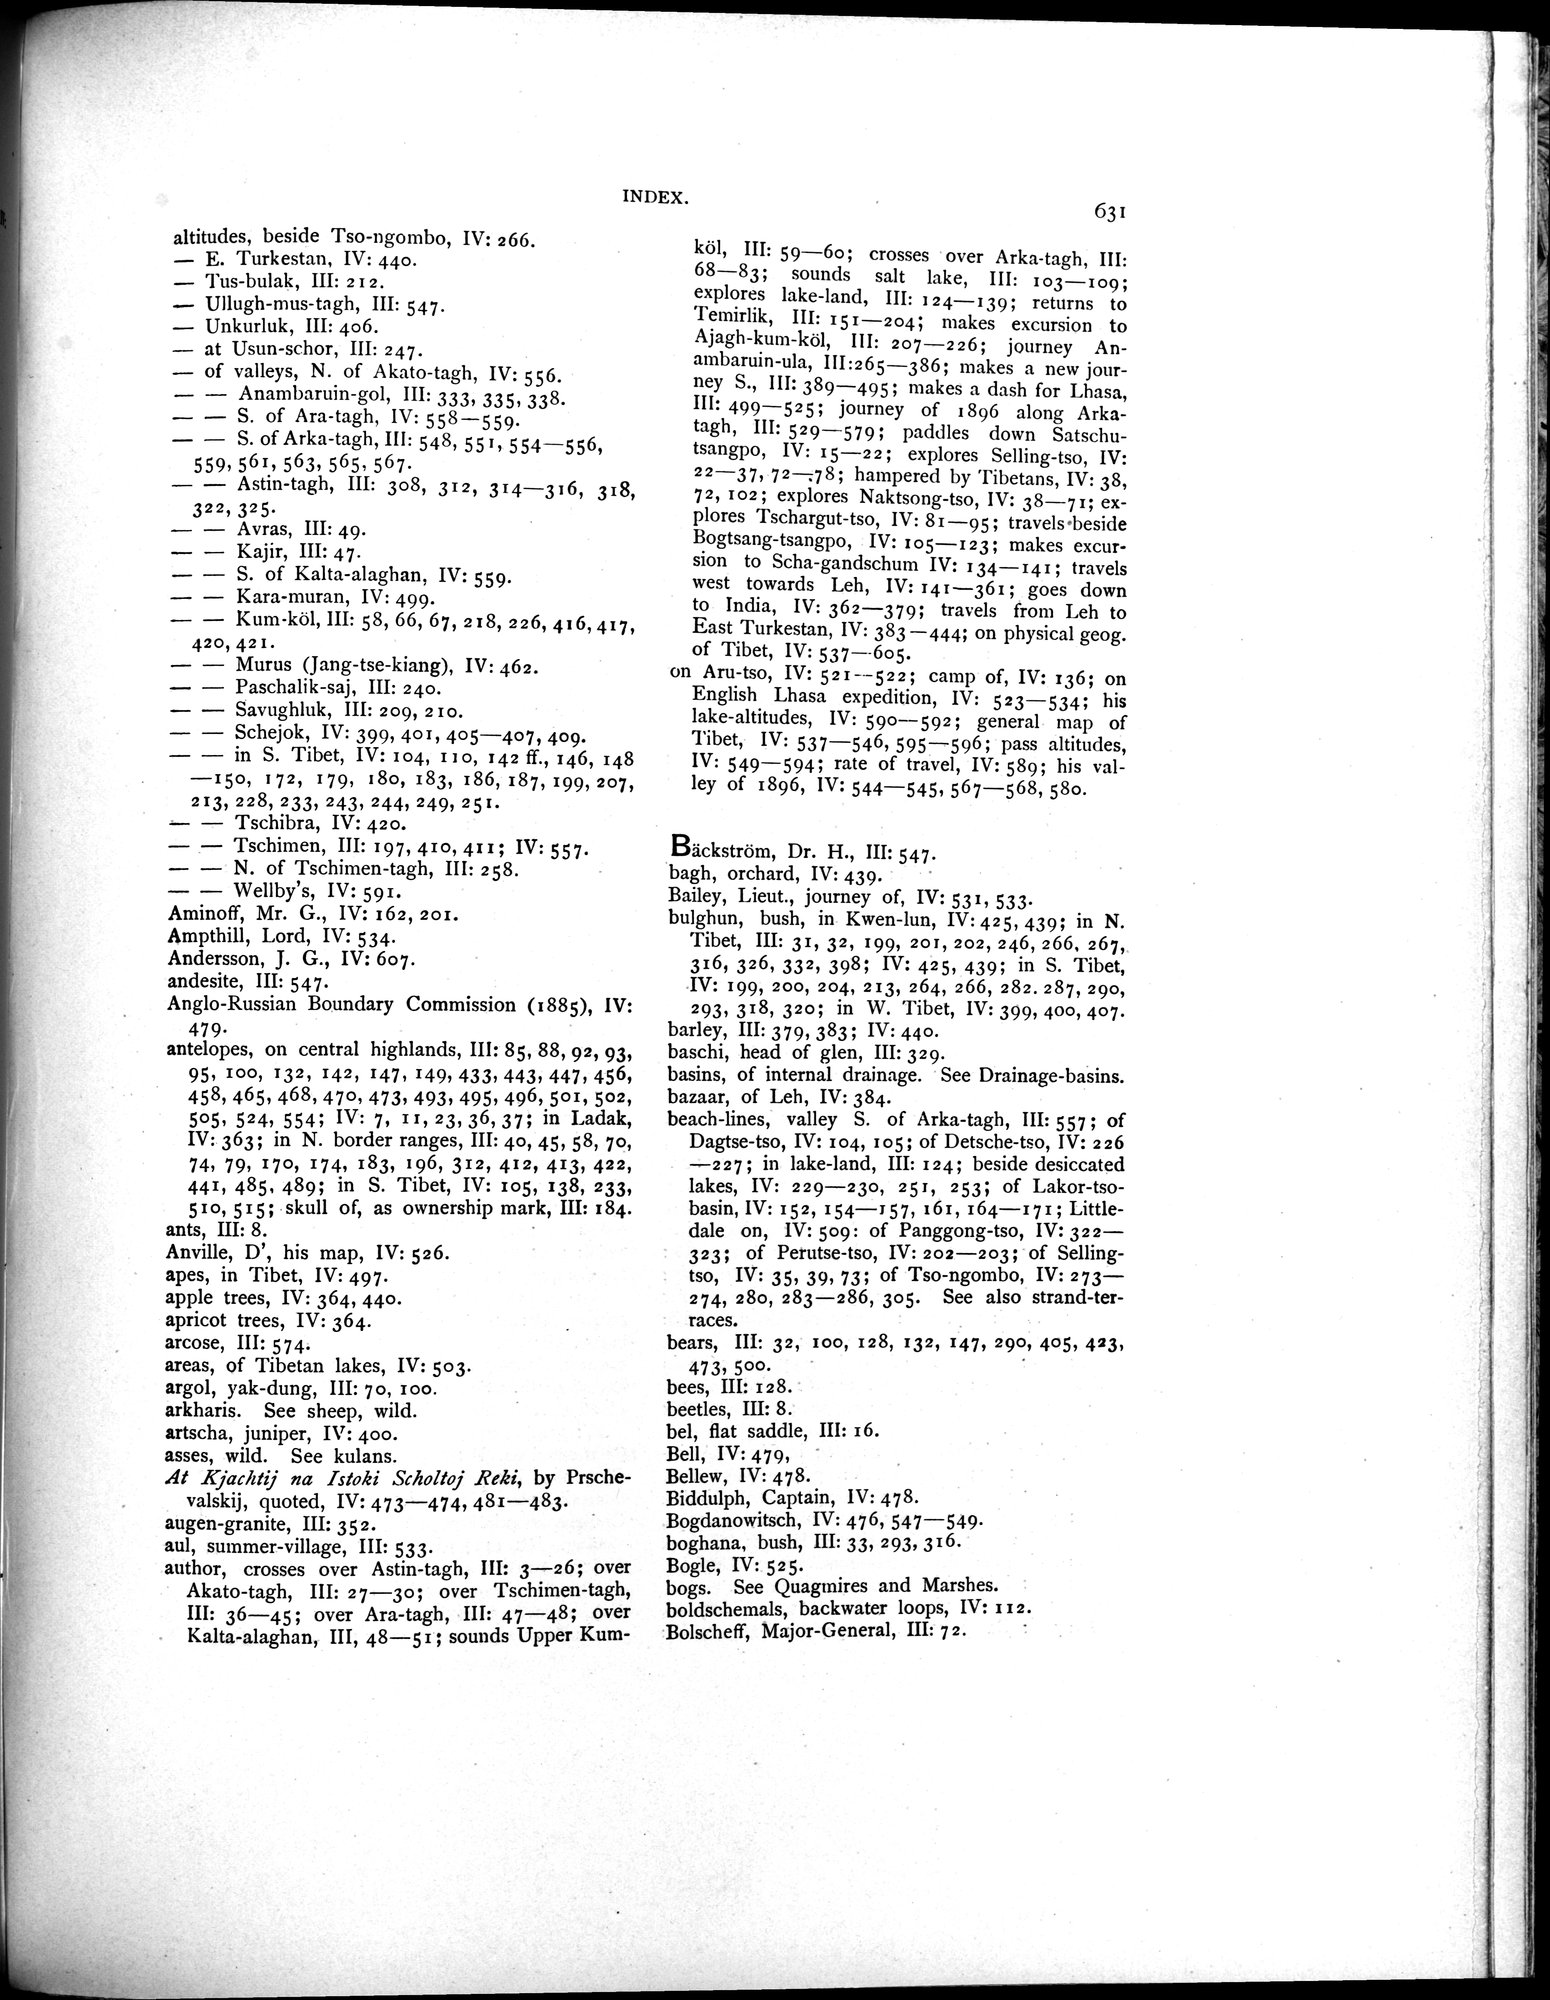 INDEX.
631
altitudes, beside Tso-ngombo, IV: 266.
— E. Turkestan, IV: 440.
— Tus-bulak, III: 212.
— Ullugh-mus-tagh, III: 547.
— Unkurluk, III: 406.
— at Usun-schor, III: 247.
— of valleys, N. of Akato-tagh, IV: 556.
— — Anambaruin-gol, III: 333, 335, 338.
— — S. of Ara-tagh, IV: 558—559.
— — S. of Arka-tagh, III: 548, 551, 554—556,
559, 561, 563, 565, 567.
— — Astin-tagh, III: 308, 312, 314—316, 318,
322, 325.
— — Avras, III: 49.
— — Kajir, III: 47.
— — S. of Kalta-alaghan, IV: 559.
— — Kara-muran, IV: 499.
— — Kum-köl, III: 58, 66, 67, 218, 226, 416, 417,
420, 421.
— — Murus (Jang-tse-kiang), IV: 462.
— — Paschalik-saj, III: 240.
— — Savughluk, III: 209, 210.
— — Schejok, IV: 399, 401, 405—407, 409.
— — in S. Tibet, IV: 104, 110, 142 ff., 146, 148
—150, 172, 179, 180, 183, 186, 187, 199, 207,
213, 228, 233, 243, 244, 249, 251.
— — Tschibra, IV: 420.
— — Tschimen, III: 197, 410, 411; IV: 557.
— — N. of Tschimen-tagh, III: 258.
— — Wellby's, IV: 591.
Aminoff, Mr. G., IV: 162, 201.
Ampthill, Lord, IV: 534.
Andersson, J. G., IV: 607.
andesite, III: 547.
Anglo-Russian Boundary Commission (1885), IV:
479.
antelopes, on central highlands, III: 85, 88, 92, 93,
95, 100, 132, 142, 147, 149, 433, 443, 447, 456,
458, 465, 468, 470, 473, 493, 495, 496, 501, 502,
505, 524, 554; IV: 7, 11, 23, 36, 37; in Ladak,
IV: 363; in N. border ranges, III: 40, 45, 58, 70,
74, 79, 170, 174, 183, 196, 312, 412, 413, 422,
441, 485, 489; in S. Tibet, IV: 105, 138, 233,
510, 515; skull of, as ownership mark, III: 184.
ants, III: 8.
Anville, D', his map, IV: 526.
apes, in Tibet, IV: 497.
apple trees, IV: 364, 440.
apricot trees, IV: 364.
arcose, III: 574.
areas, of Tibetan lakes, IV: 503.
argol, yak-dung, III: 70, 100.
arkharis. See sheep, wild.
artscha, juniper, IV: 400.
asses, wild. See kulans.
At Kjachtij na Istoki Scholtoj Reki, by Prsche-
valskij, quoted, IV: 473—474, 481—483.
augen-granite, III: 352.
aul, summer-village, III: 533.
author, crosses over Astin-tagh, III: 3—26; over
Akato-tagh, III: 27—30; over Tschimen-tagh,
III: 36—45; over Ara-tagh, III: 47—48; over
Kalta-alaghan, III, 48—51; sounds Upper Kum-
köl, III: 59—60; crosses over Arka-tagh, III:
68—83; sounds salt lake, III: 103—109;
explores lake-land, III: 124—139; returns to
Temirlik, III: 151—204; makes excursion to
Ajagh-kum-köl, III: 207—226; journey An-
ambaruin-ula, III:265—386; makes a new jour-
ney S., III: 389—495; makes a dash for Lhasa,
III: 499—525; journey of 1896 along Arka-
tagh, III: 529—579; paddles down Satschu-
tsangpo, IV: 15—22; explores Selling-tso, IV:
22—37, 72—78; hampered by Tibetans, IV: 38,
72, 102; explores Naktsong-tso, IV: 38—71; ex-
plores Tschargut-tso, IV: 81—95; travels beside
Bogtsang-tsangpo, IV: 105—123; makes excur-
sion to Scha-gandschum IV: 134—141; travels
west towards Leh, IV: 141—361; goes down
to India, IV: 362—379; travels from Leh to
East Turkestan, IV: 383—444; on physical geog.
of Tibet, IV: 537—605.
on Aru-tso, IV: 521—522; camp of, IV: 136; on
English Lhasa expedition, IV: 523—534; his
lake-altitudes, IV: 590—592; general map of
Tibet, IV: 537—546, 595—596; pass altitudes,
IV: 549—594; rate of travel, IV: 589; his val-
ley of 1896, IV: 544—545, 567—568, 580.
Bäckström, Dr. H., III: 547.
bagh, orchard, IV: 439.
Bailey, Lieut., journey of, IV: 531, 533.
bulghun, bush, in Kwen-lun, IV: 425, 439; in N.
Tibet, III: 31, 32, 199, 201, 202, 246, 266, 267,
316, 326, 332, 398; IV: 425, 439; in S. Tibet,
IV: 199, 200, 204, 213, 264, 266, 282. 287, 290,
293, 318, 320; in W. Tibet, IV: 399, 400, 407.
barley, III: 379, 383; IV: 440.
baschi, head of glen, III: 329.
basins, of internal drainage. See Drainage-basins.
bazaar, of Leh, IV: 384.
beach-lines, valley S. of Arka-tagh, III: 557; of
Dagtse-tso, IV: 104, 105; of Detsche-tso, IV: 226
—227; in lake-land, III: 124; beside desiccated
lakes, IV: 229—230, 251, 253; of Lakor-tso-
basin, IV: 152, 154—157, 161, 164—171; Little-
dale on, IV: 509: of Panggong-tso, IV: 322—
323; of Perutse-tso, IV: 202—203; of Selling-
tso, IV: 35, 39, 73; of Tso-ngombo, IV: 273—
274, 280, 283—286, 305. See also strand-ter-
races.
bears, III: 32, 100, 128, 132, 147, 290, 405, 423,
473, 500.
bees, III: 128.
beetles, III: 8.
bel, flat saddle, III: 16.
Bell, IV: 479,
Bellew, IV: 478.
Biddulph, Captain, IV: 478.
Bogdanowitsch, IV: 476, 547—549.
boghana, bush, III: 33, 293, 316.
Bogle, IV: 525.
bogs. See Quagmires and Marshes.
boldschemals, backwater loops, IV: 112.
Bolscheff, Major-General, III: 72.